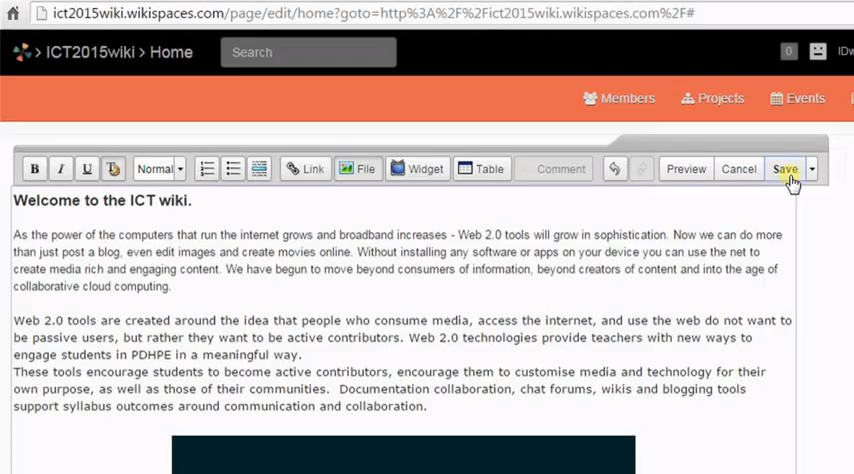 ict2015wiki.wikispaces.com/page/edit/home?goto=http%3A%2F%2Fict2015wiki.wikispaces.com%2F#
> ICT2015wiki > Home Search 0
Members Projects Events
B I U T Normal Link File Widget Table Comment Preview Cancel Save
Welcome to the ICT wiki.
As the power of the computers that run the internet grows and broadband increases - Web 2.0 tools will grow in sophistication. Now we can do more
than just post a blog, even edit images and create movies online. Without installing any software or apps on your device you can use the net to
create media rich and engaging content. We have begun to move beyond consumers of information, beyond creators of content and into the age of
collaborative cloud computing.
Web 2.0 tools are created around the idea that people who consume media, access the internet, and use the web do not want to
be passive users, but rather they want to be active contributors. Web 2.0 technologies provide teachers with new ways to
engage students in PDHPE in a meaningful way.
These tools encourage students to become active contributors, encourage them to customise media and technology for their
own purpose, as well as those of their communities. Documentation collaboration, chat forums, wikis and blogging tools
support syllabus outcomes around communication and collaboration.